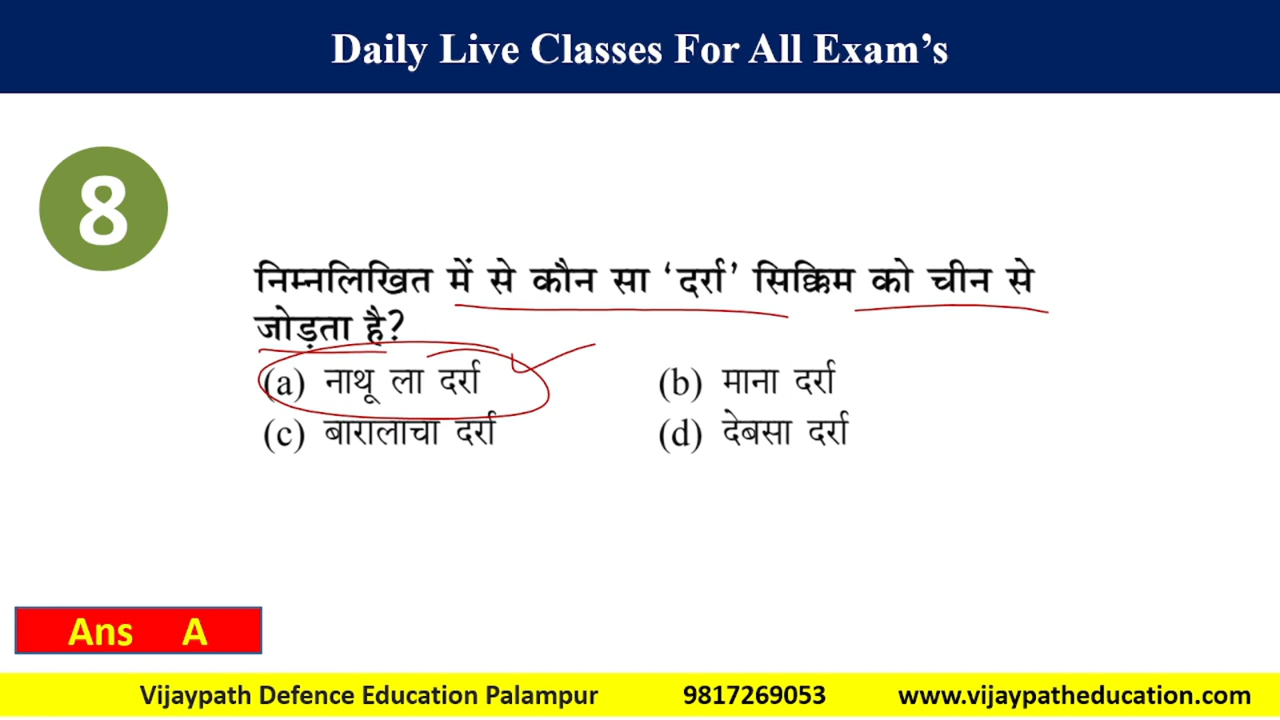 Daily Live Classes For All Exam’s
8
निम्नलिखित में से कौन सा ‘दर्रा’ सिक्किम को चीन से
जोड़ता है?
(a) नाथू ला दर्रा (b) माना दर्रा
(c) बारालाचा दर्रा (d) देबसा दर्रा
Ans A
Vijaypath Defence Education Palampur 9817269053 www.vijaypatheducation.com